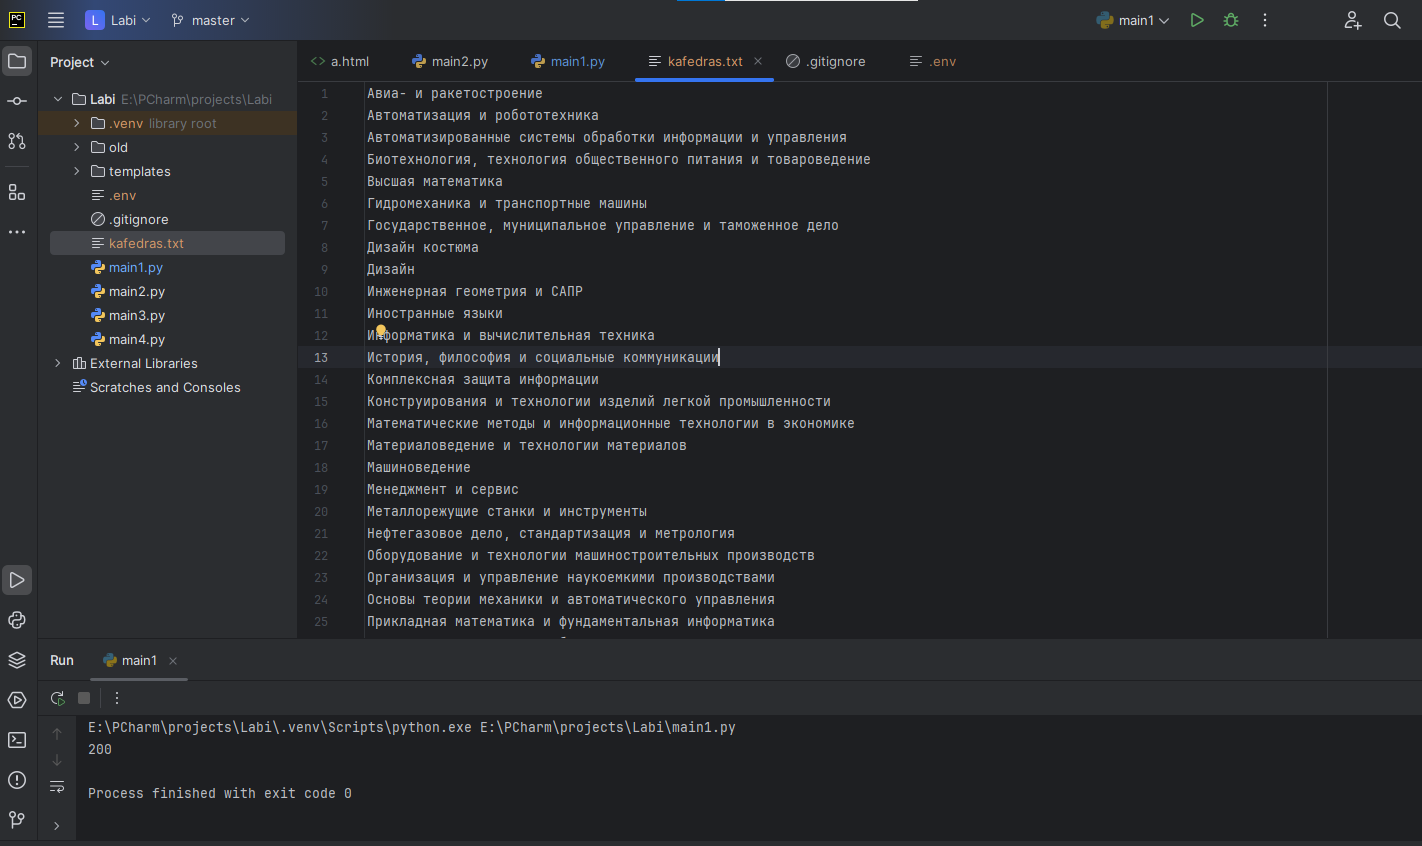 PC
L Labi master main1
Project
a.html main2.py main1.py kafedras.txt .gitignore .env
Labi E:\PCharm\projects\Labi
.venv library root
old
templates
.env
.gitignore
kafedras.txt
main1.py
main2.py
main3.py
main4.py
External Libraries
Scratches and Consoles
1 Авиа- и ракетостроение
2 Автоматизация и робототехника
3 Автоматизированные системы обработки информации и управления
4 Биотехнология, технология общественного питания и товароведение
5 Высшая математика
6 Гидромеханика и транспортные машины
7 Государственное, муниципальное управление и таможенное дело
8 Дизайн костюма
9 Дизайн
10 Инженерная геометрия и САПР
11 Иностранные языки
12 Информатика и вычислительная техника
13 История, философия и социальные коммуникации
14 Комплексная защита информации
15 Конструирования и технологии изделий легкой промышленности
16 Математические методы и информационные технологии в экономике
17 Материаловедение и технологии материалов
18 Машиноведение
19 Менеджмент и сервис
20 Металлорежущие станки и инструменты
21 Нефтегазовое дело, стандартизация и метрология
22 Оборудование и технологии машиностроительных производств
23 Организация и управление наукоемкими производствами
24 Основы теории механики и автоматического управления
25 Прикладная математика и фундаментальная информатика
Run main1
E:\PCharm\projects\Labi\.venv\Scripts\python.exe E:\PCharm\projects\Labi\main1.py
200
Process finished with exit code 0